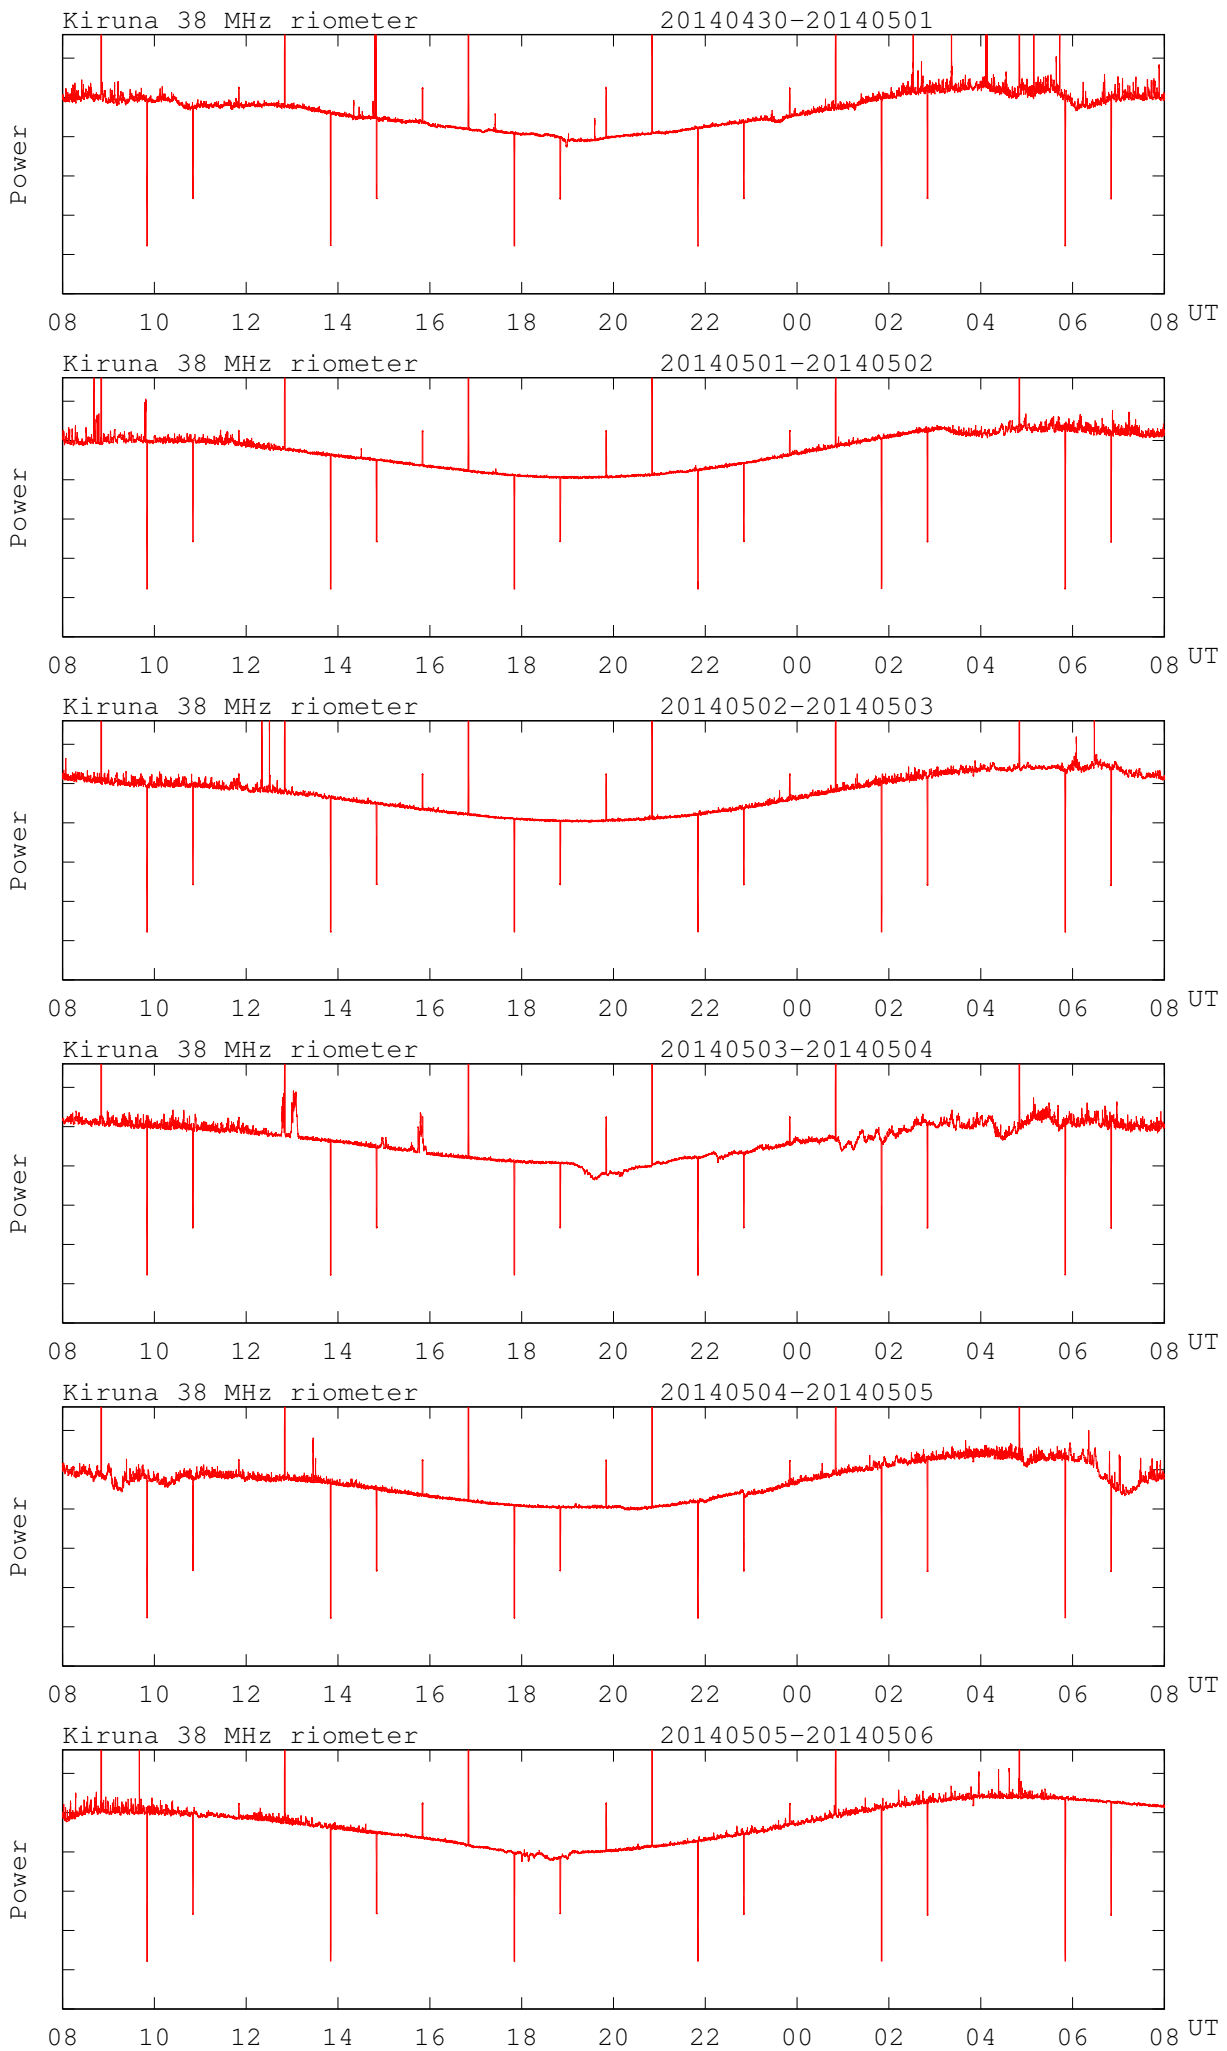 Kiruna 38 MHz riometer 20140430-20140501
Power
08 10 12 14 16 18 20 22 00 02 04 06 08 UT
Kiruna 38 MHz riometer 20140501-20140502
Power
08 10 12 14 16 18 20 22 00 02 04 06 08 UT
Kiruna 38 MHz riometer 20140502-20140503
Power
08 10 12 14 16 18 20 22 00 02 04 06 08 UT
Kiruna 38 MHz riometer 20140503-20140504
Power
08 10 12 14 16 18 20 22 00 02 04 06 08 UT
Kiruna 38 MHz riometer 20140504-20140505
Power
08 10 12 14 16 18 20 22 00 02 04 06 08 UT
Kiruna 38 MHz riometer 20140505-20140506
Power
08 10 12 14 16 18 20 22 00 02 04 06 08 UT